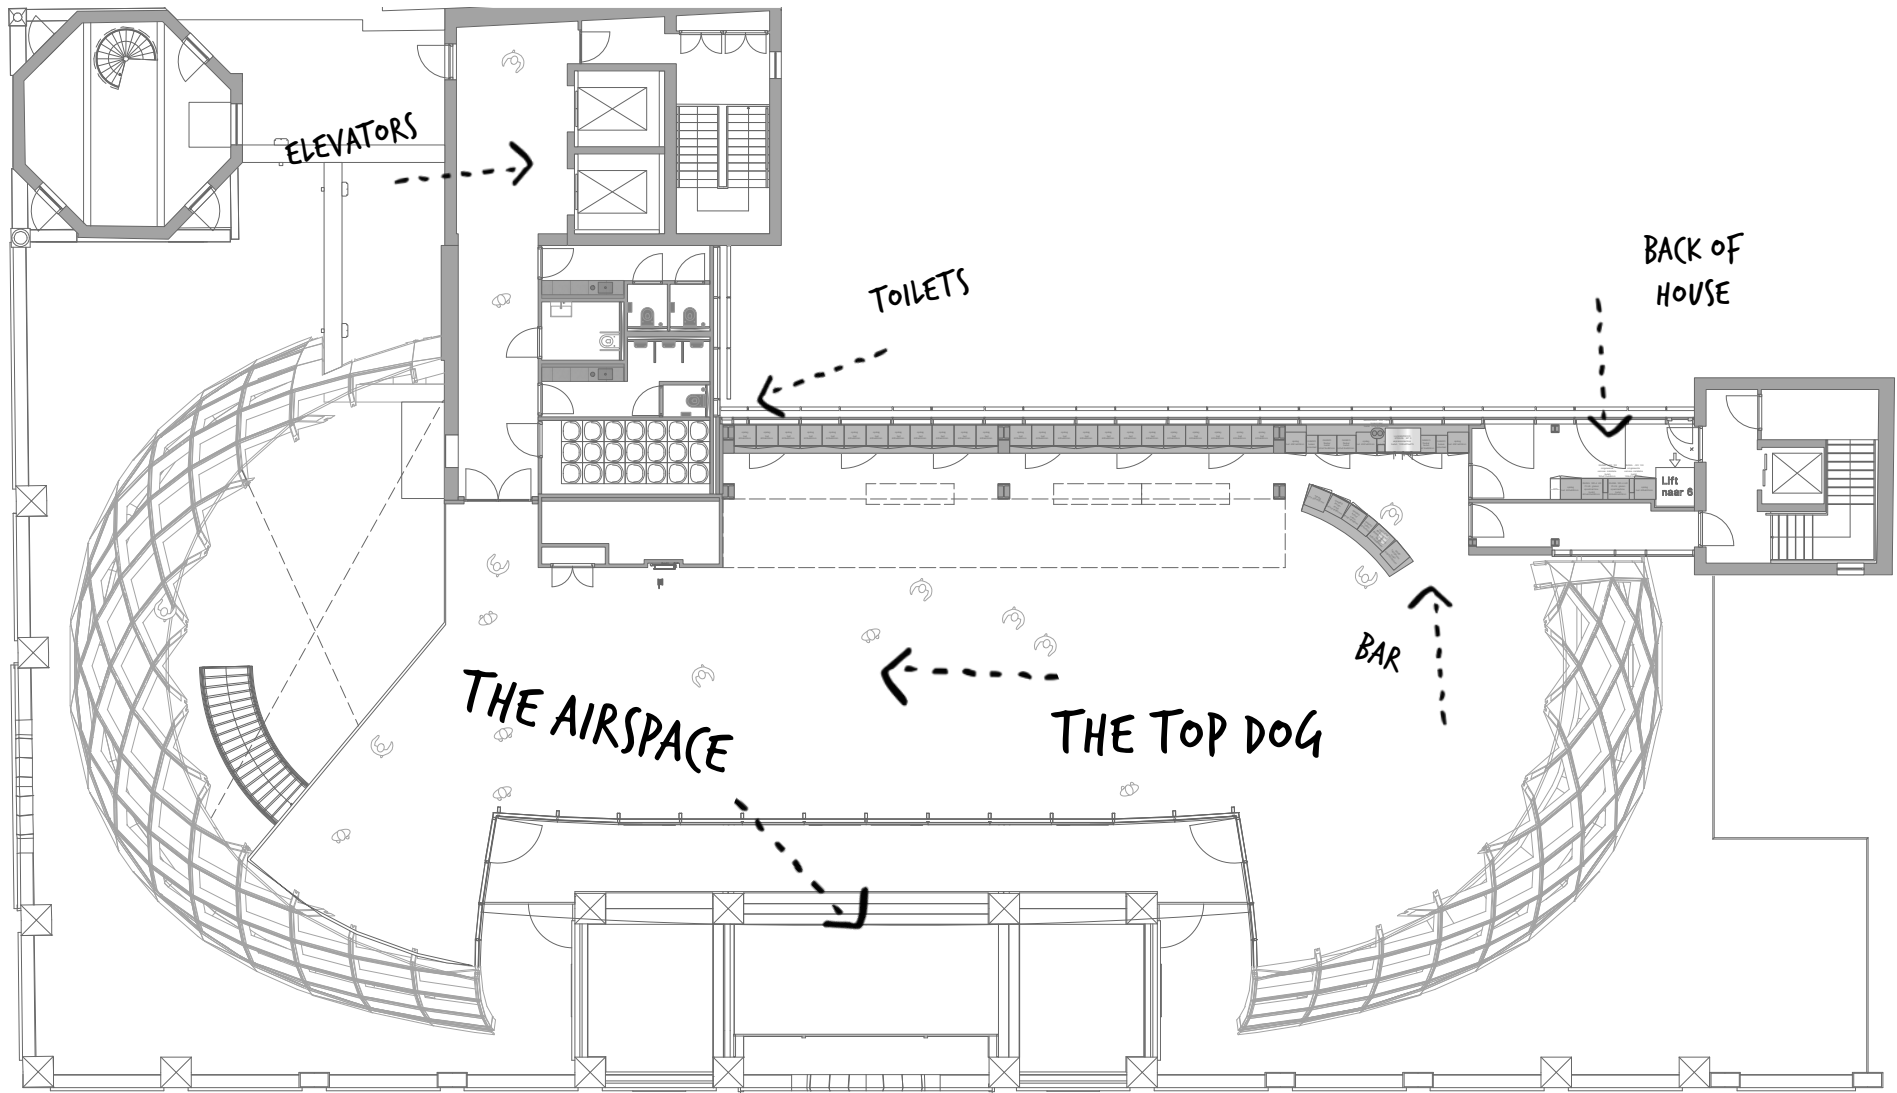 ELEVATORS
TOILETS
BACK OF
HOUSE
Lift
naar 6
BAR
THE AIRSPACE
THE TOP DOG